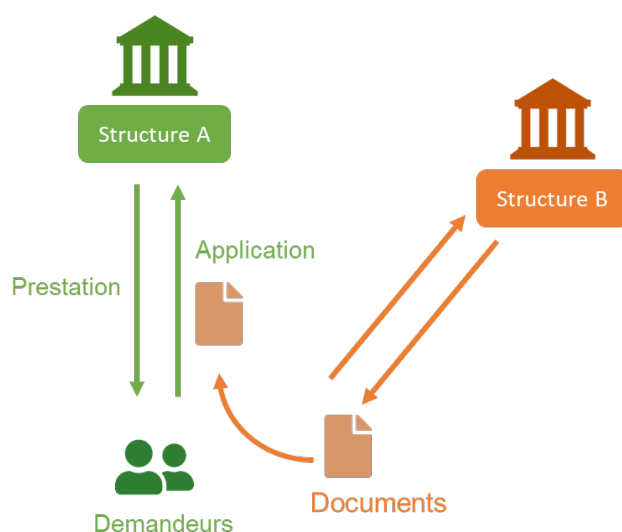 Structure A
Structure B
Application
Prestation
Documents
Demandeurs